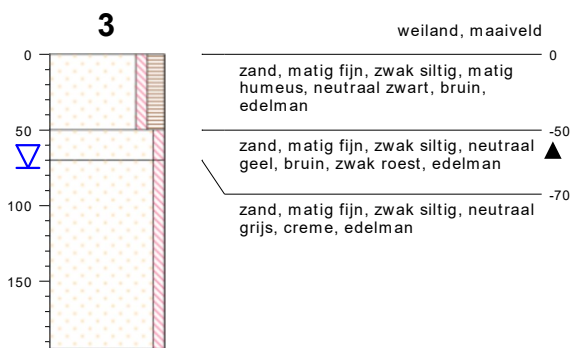 3
weiland, maaiveld
0
0
zand, matig fijn, zwak siltig, matig
humeus, neutraal zwart, bruin,
edelman
50
-50
zand, matig fijn, zwak siltig, neutraal
geel, bruin, zwak roest, edelman
-70
100
zand, matig fijn, zwak siltig, neutraal
grijs, creme, edelman
150